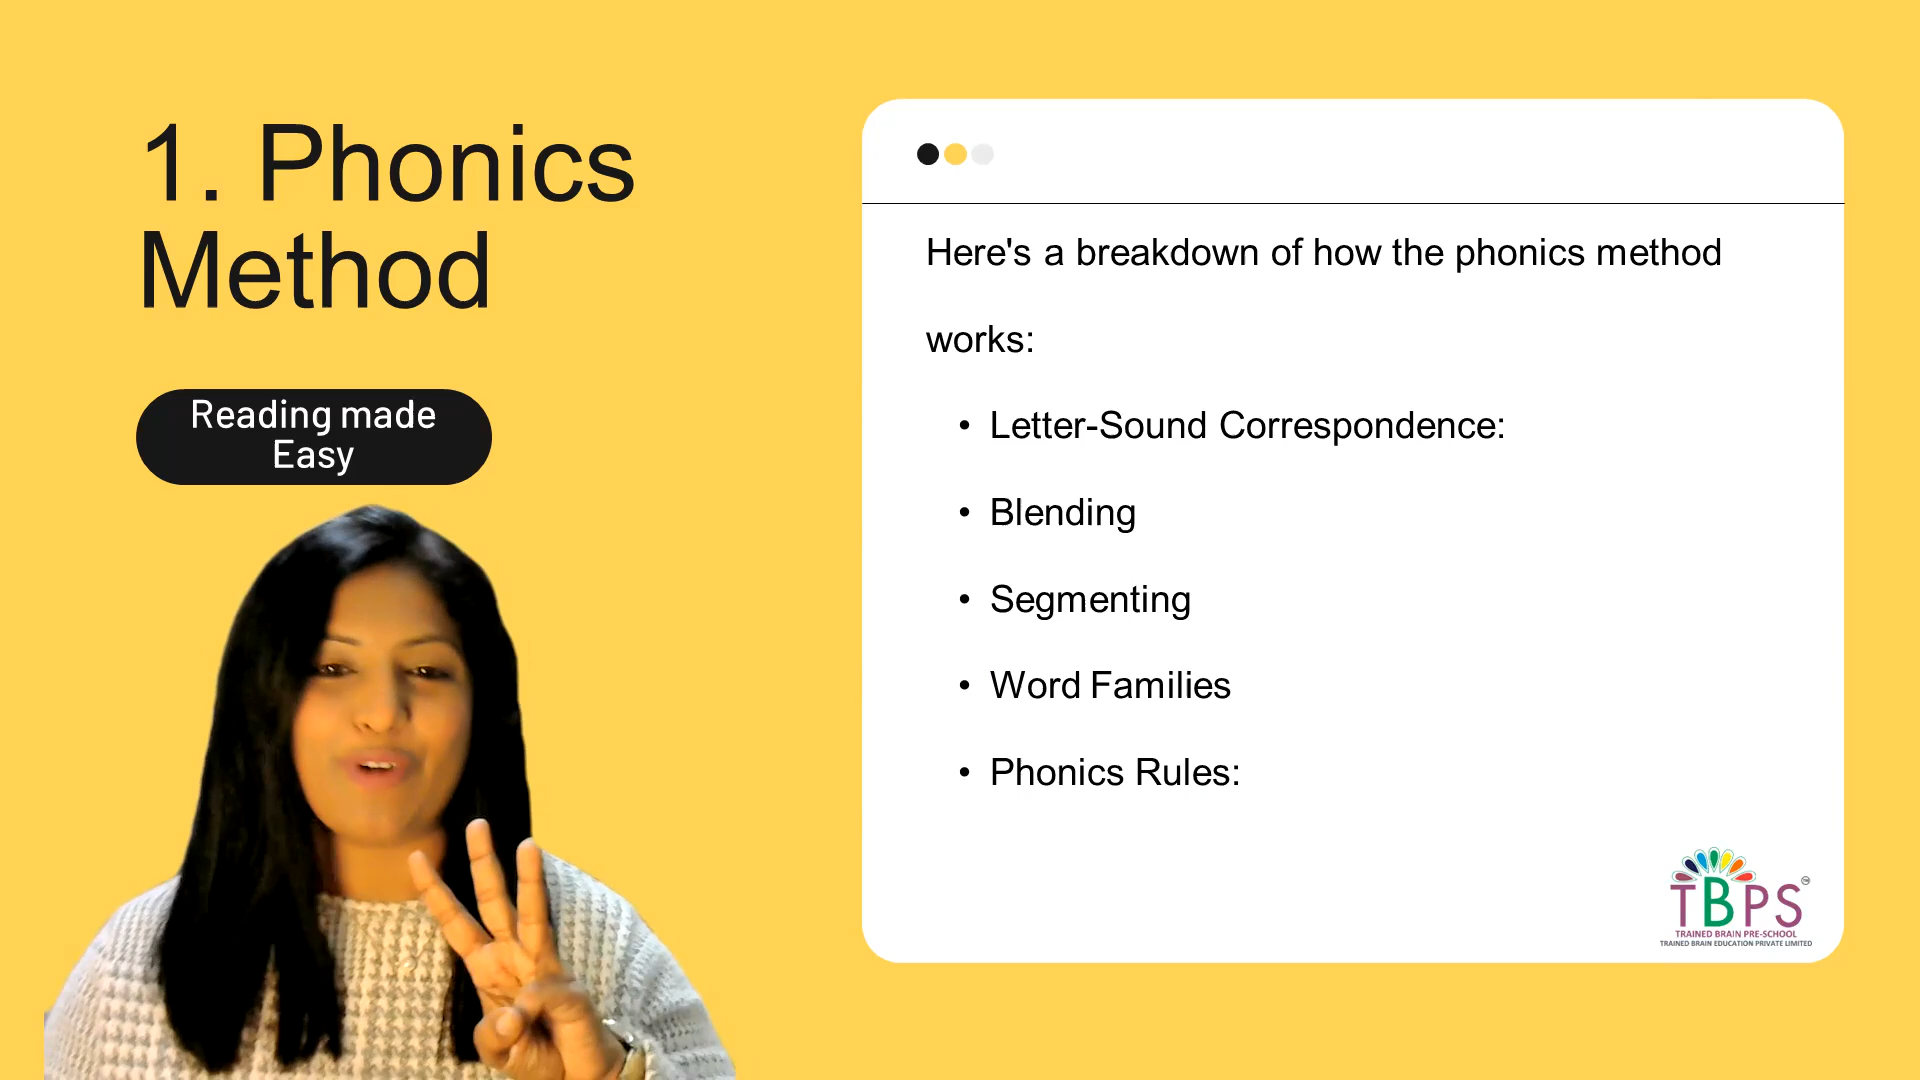 1. Phonics
Method
Reading made
Easy
Here's a breakdown of how the phonics method
works:
• Letter-Sound Correspondence:
• Blending
• Segmenting
• Word Families
• Phonics Rules:
TBPS™
TRAINED BRAIN PRE-SCHOOL
TRAINED BRAIN EDUCATION PRIVATE LIMITED